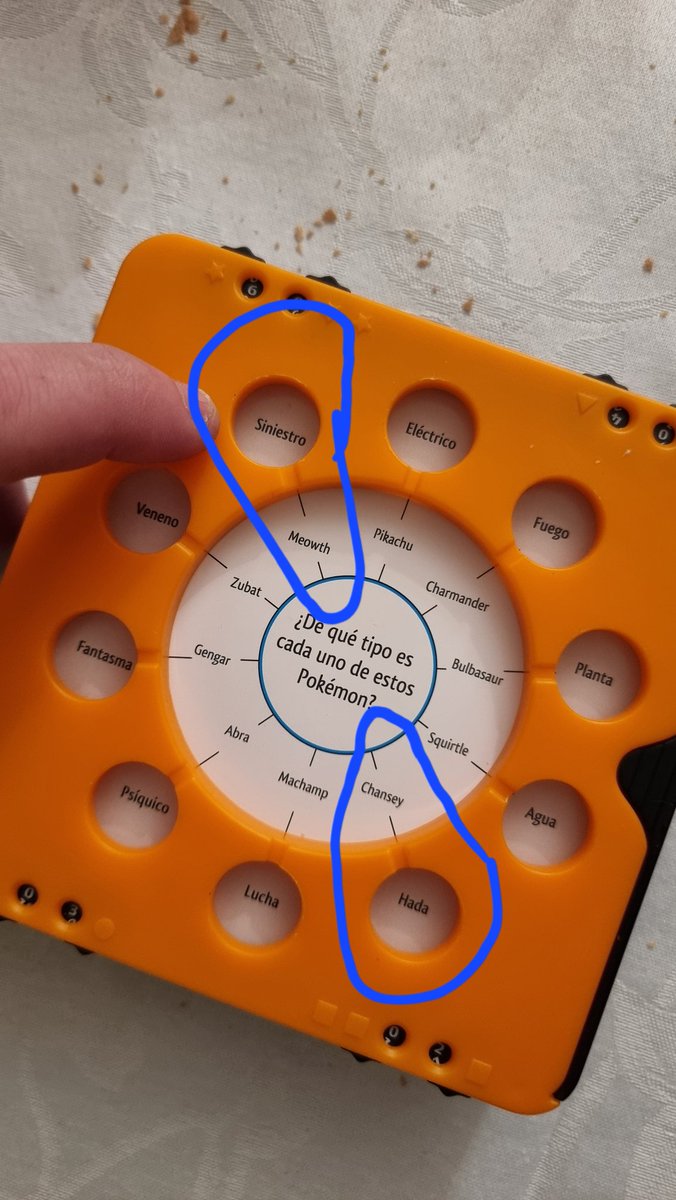 Siniestro
Eléctrico
Fuego
Planta
Agua
Hada
Lucha
Psíquico
Fantasma
Veneno
Meowth
Pikachu
Charmander
Bulbasaur
Squirtle
Chansey
Machamp
Abra
Gengar
Zubat
¿De qué tipo es
cada uno de estos
Pokémon?